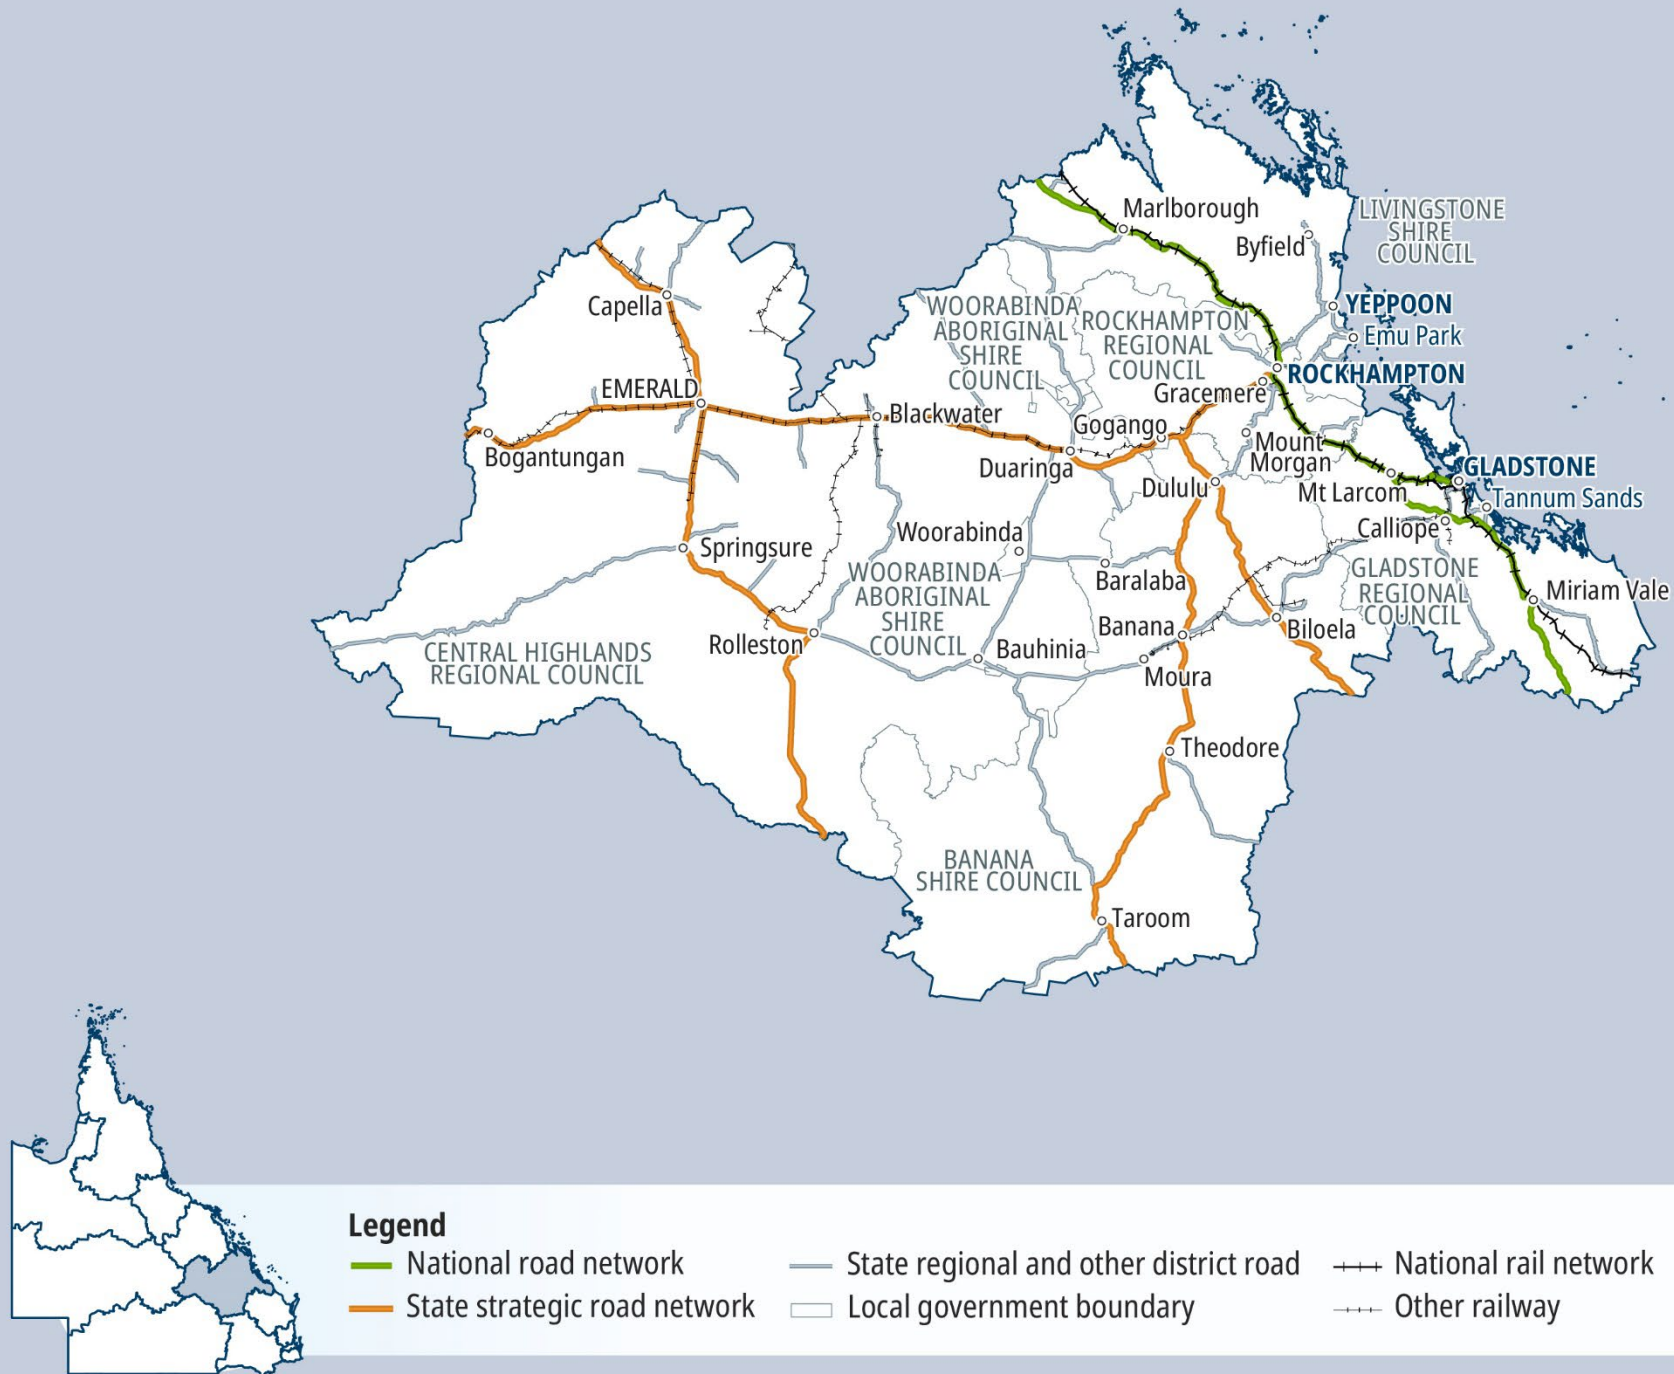 Marlborough
Byfield
LIVINGSTONE
SHIRE
COUNCIL
Capella
WOORABINDA
ABORIGINAL
SHIRE
COUNCIL
ROCKHAMPTON
REGIONAL
COUNCIL
YEPPOON
Emu Park
ROCKHAMPTON
EMERALD
Gracemere
Blackwater
Gogango
Mount
Morgan
Bogantungan
Duaringa
GLADSTONE
Dululu
Mt Larcom
Tannum Sands
Calliope
Woorabinda
Springsure
WOORABINDA
ABORIGINAL
SHIRE
COUNCIL
Baralaba
GLADSTONE
REGIONAL
COUNCIL
Miriam Vale
Banana
Biloela
Rolleston
CENTRAL HIGHLANDS
REGIONAL COUNCIL
Bauhinia
Moura
Theodore
BANANA
SHIRE COUNCIL
Taroom
Legend
National road network
State strategic road network
State regional and other district road
Local government boundary
National rail network
Other railway